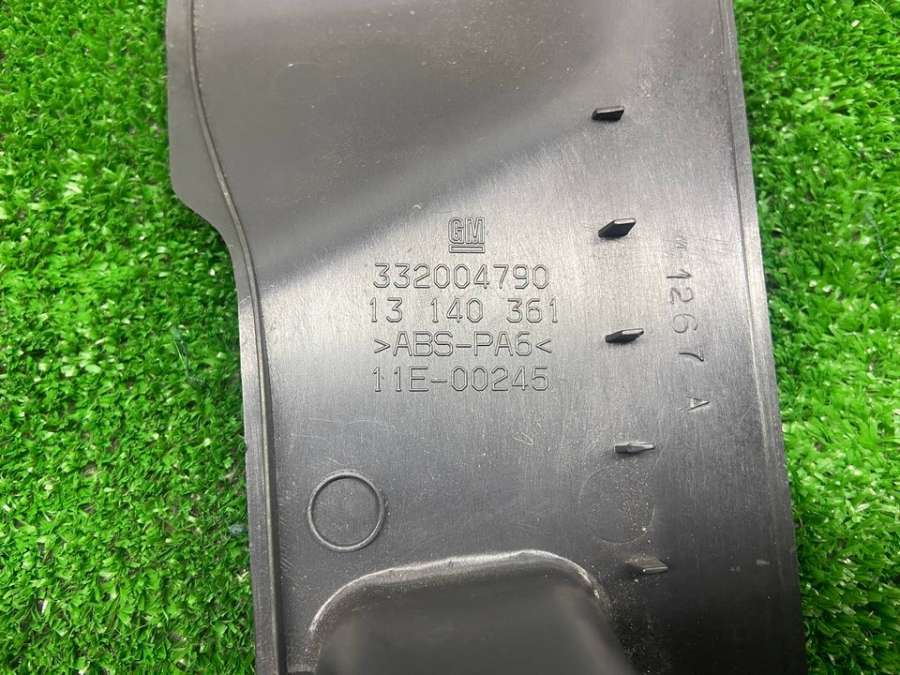 GM
332004790
13 140 361
>ABS-PA6<
11E-00245
1267 A